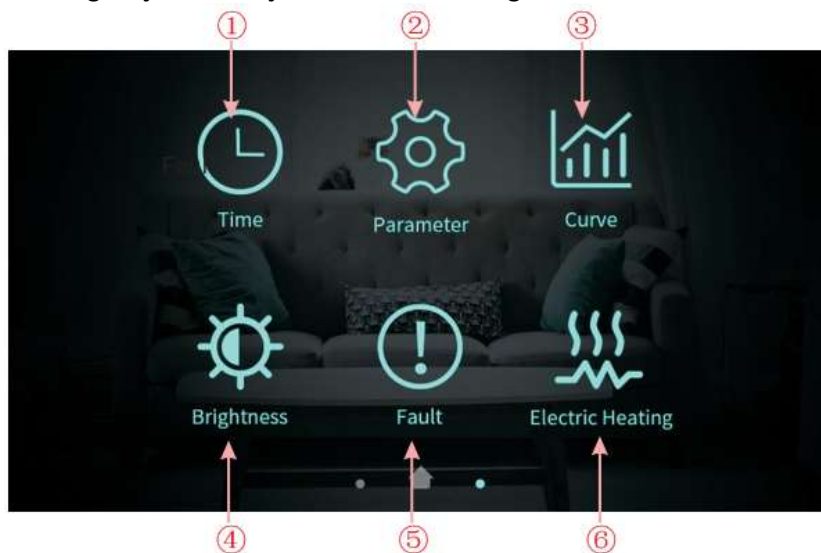 ① ② ③
Time Parameter Curve
Brightness Fault Electric Heating
④ ⑤ ⑥